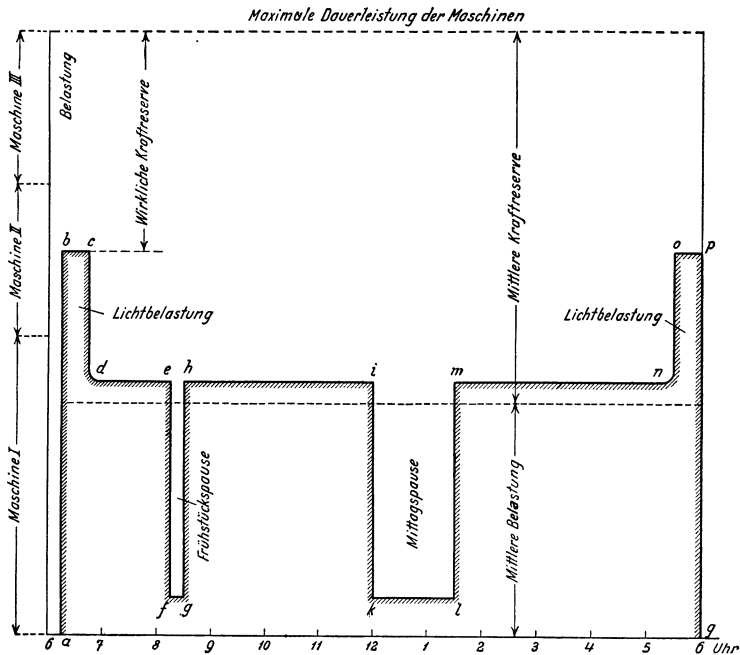 Maximale Dauerleistung der Maschinen
Maschine III
Belastung
Wirkliche Kraftreserve
Mittlere Kraftreserve
Maschine II
b c
o p
Lichtbelastung
Lichtbelastung
d e h i m n
Maschine I
Frühstückspause
Mittagspause
Mittlere Belastung
f g k l
a q
6 7 8 9 10 11 12 1 2 3 4 5 6 Uhr